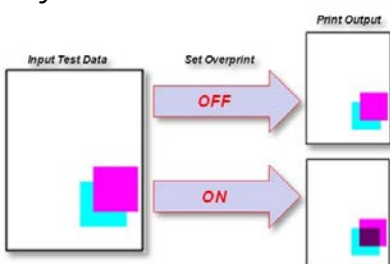 Print Output
Input Test Data
Set Overprint
OFF
ON